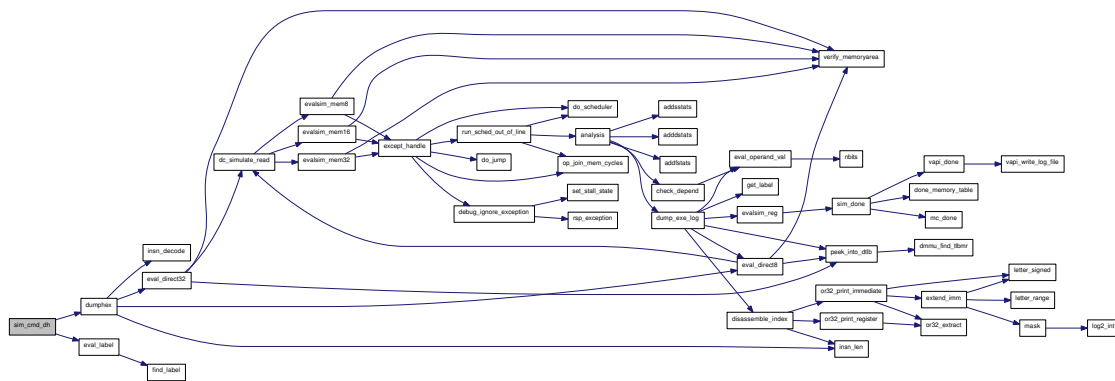 sim_cmd_dh
dumphex
eval_label
insn_decode
eval_direct32
find_label
dc_simulate_read
evalsim_mem8
evalsim_mem16
evalsim_mem32
except_handle
run_sched_out_of_line
do_jump
debug_ignore_exception
do_scheduler
analysis
op_join_mem_cycles
set_stall_state
rsp_exception
addsstats
adddstats
addfstats
check_depend
dump_exe_log
eval_operand_val
get_label
evalsim_reg
eval_direct8
disassemble_index
verify_memoryarea
nbits
sim_done
peek_into_dtlb
or32_print_immediate
or32_print_register
insn_len
vapi_done
done_memory_table
mc_done
dmmu_find_tlbmr
extend_imm
or32_extract
vapi_write_log_file
letter_signed
letter_range
mask
log2_int